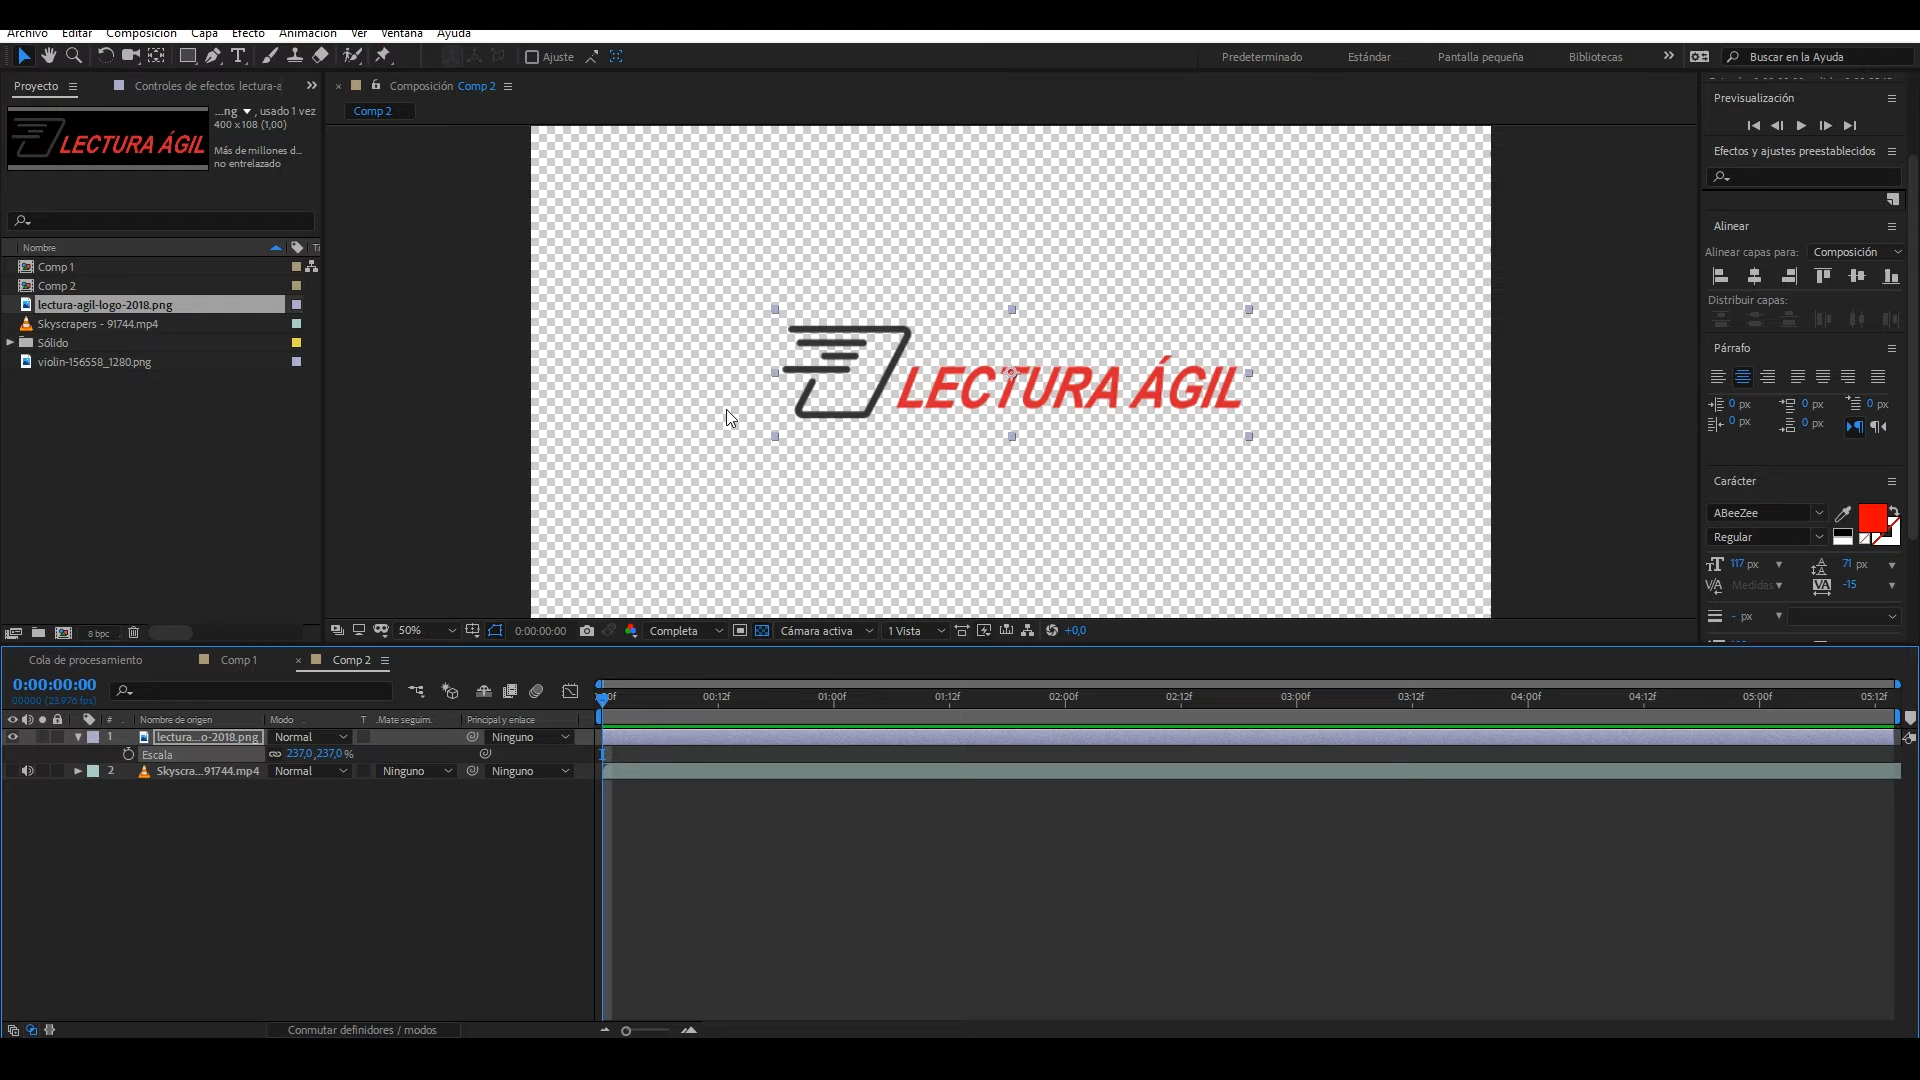 Archivo Editar Composición Capa Efecto Animación Ver Ventana Ayuda
Ajuste
Predeterminado Estándar Pantalla pequeña Bibliotecas
Buscar en la Ayuda
Proyecto
Controles de efectos lectura-a
...ng , usado 1 vez
400 x108 (1,00)
Más de millones d...
no entrelazado
LECTURA ÁGIL
Nombre
Comp 1
Comp 2
lectura-agil-logo-2018.png
Skyscrapers - 91744.mp4
Sólido
violin-156558_1280.png
8 bpc
Composición Comp 2
Comp 2
LECTURA ÁGIL
50% 0:00:00:00 Completa Cámara activa 1 Vista +0,0
Previsualización
Efectos y ajustes preestablecidos
Alinear
Alinear capas para: Composición
Distribuir capas:
Párrafo
0 px 0 px 0 px
0 px 0 px
Carácter
ABeeZee
Regular
117 px 71 px
Medidas -15
- px
Cola de procesamiento Comp 1 Comp 2
0:00:00:00
00000 (23.976 fps)
00f 00:12f 01:00f 01:12f 02:00f 02:12f 03:00f 03:12f 04:00f 04:12f 05:00f 05:12f
# Nombre de origen Modo T .Mate seguim. Principal y enlace
1 lectura...o-2018.png Normal Ninguno
Escala 237,0,237,0 %
2 Skyscra...91744.mp4 Normal Ninguno Ninguno
Conmutar definidores / modos